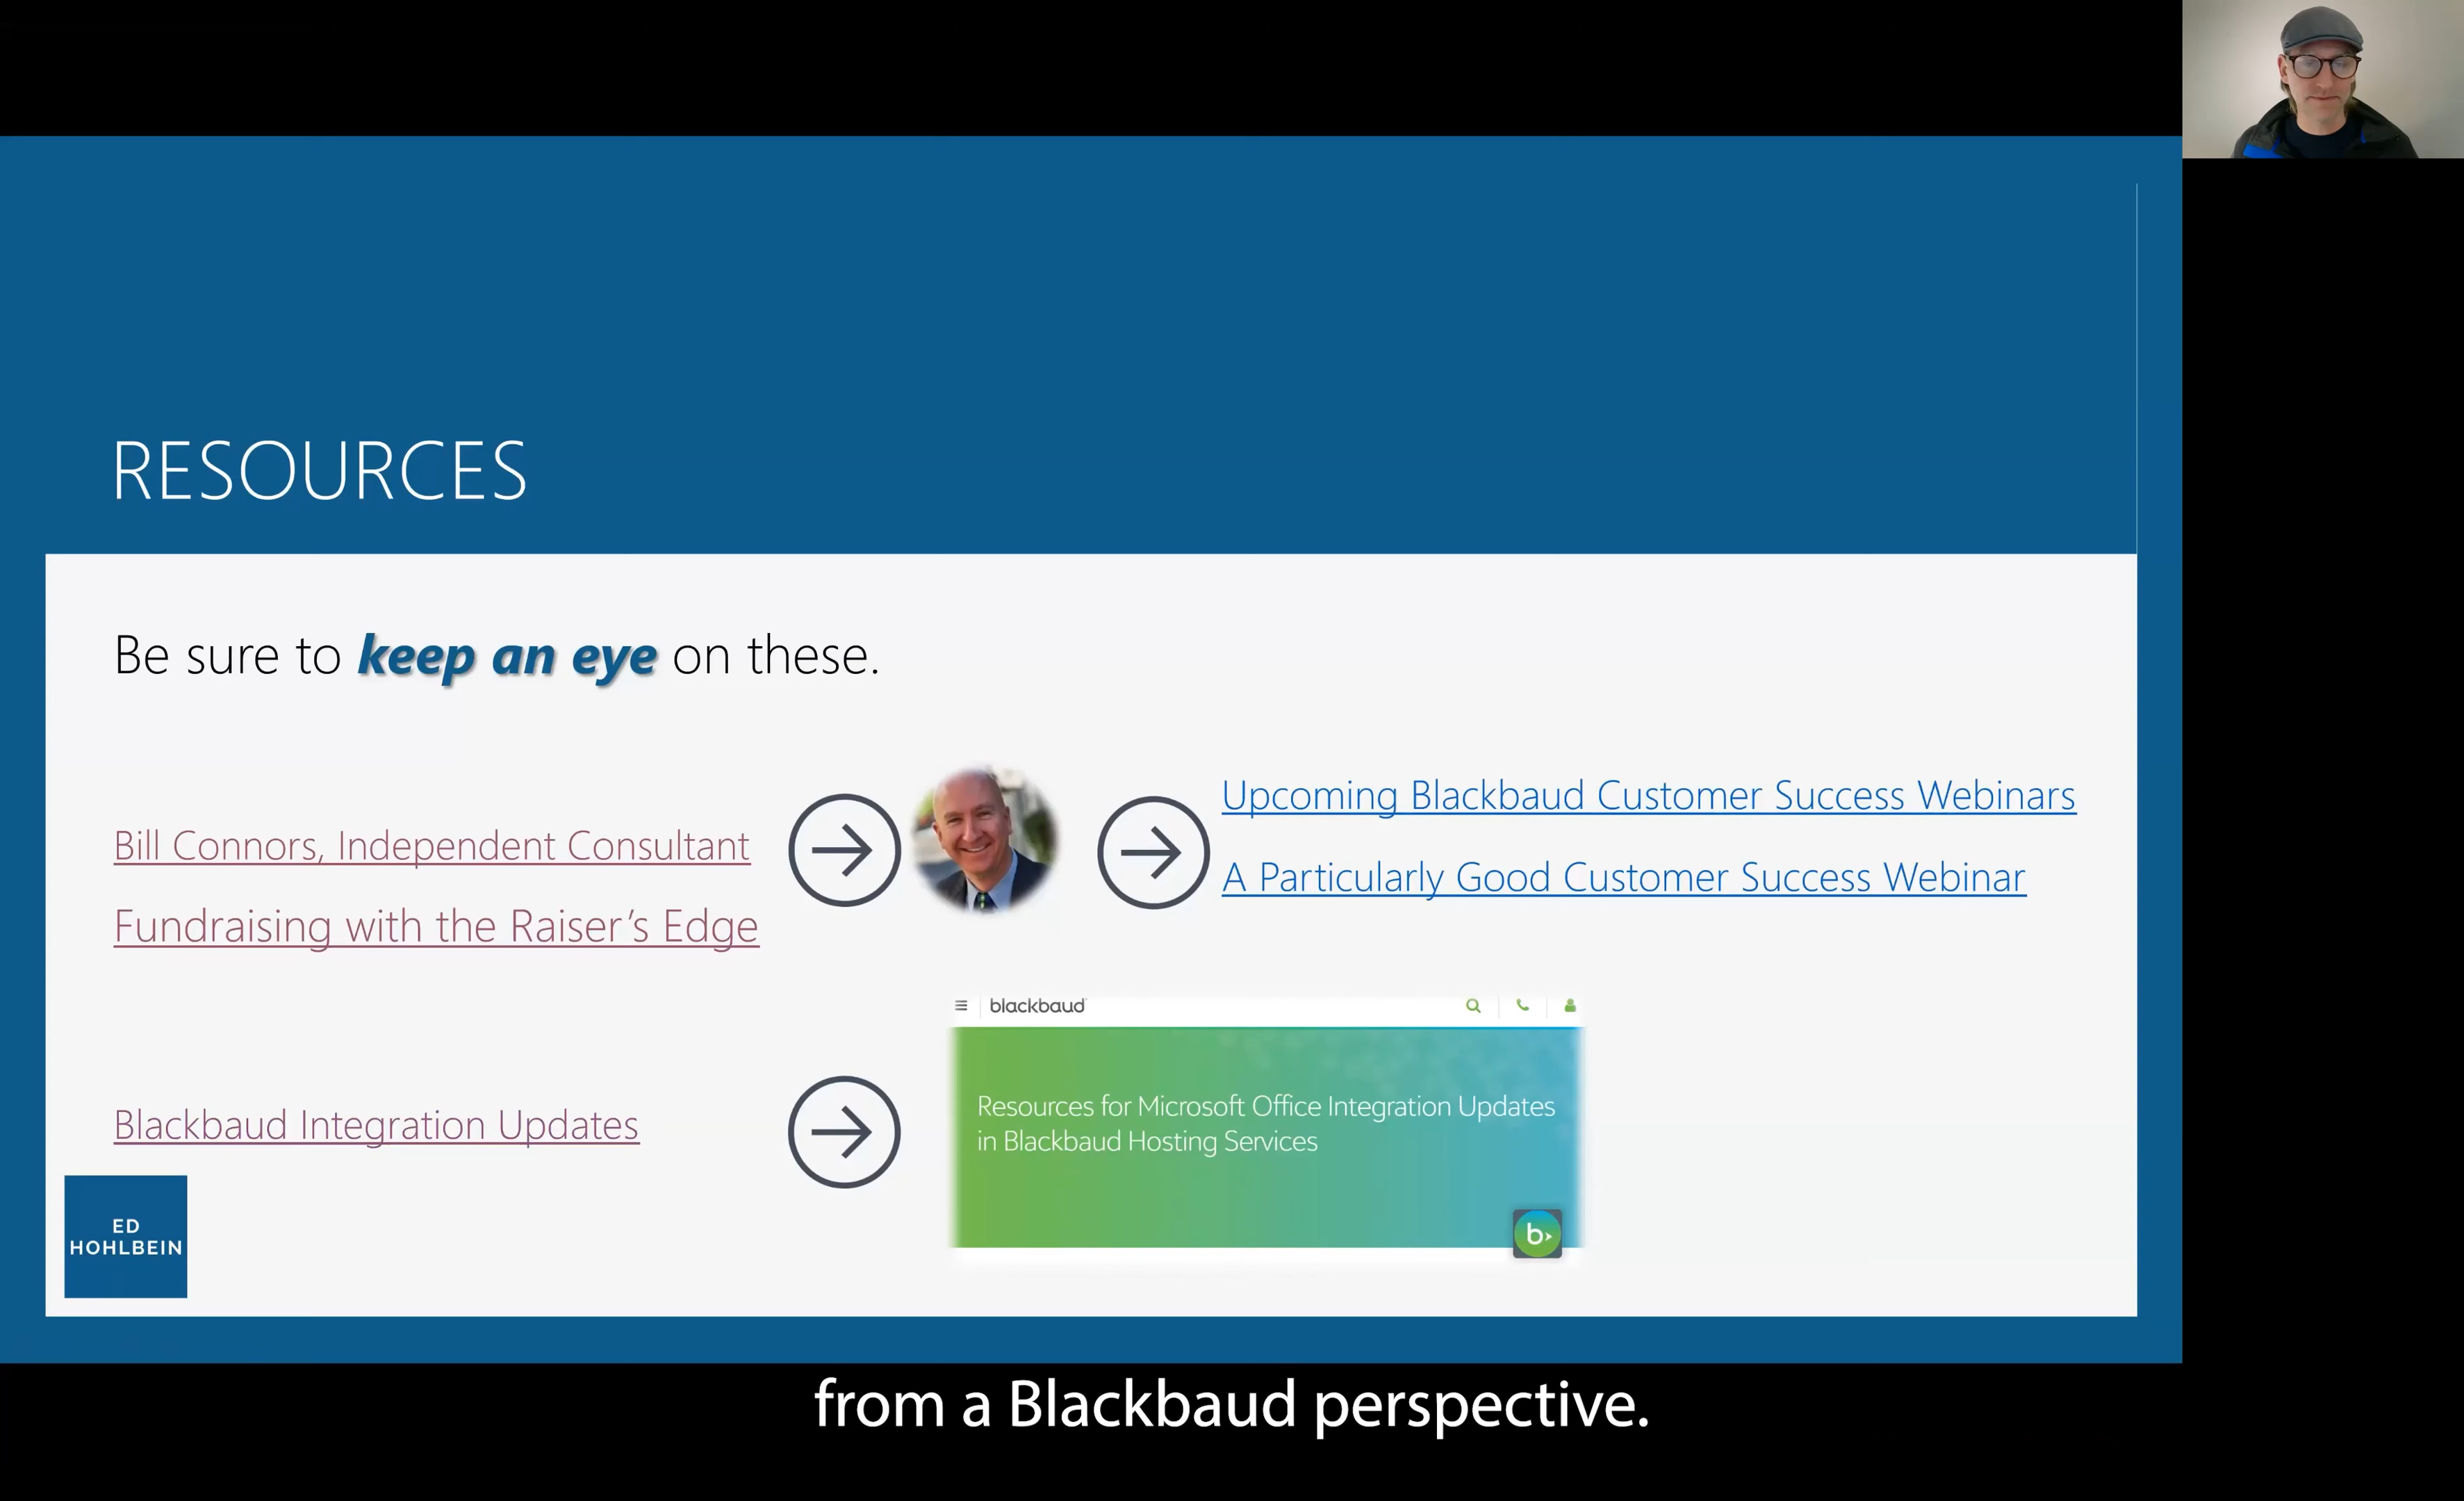 RESOURCES
Be sure to keep an eye on these.
Bill Connors, Independent Consultant
Fundraising with the Raiser’s Edge
Upcoming Blackbaud Customer Success Webinars
A Particularly Good Customer Success Webinar
Blackbaud Integration Updates
blackbaud
Resources for Microsoft Office Integration Updates
in Blackbaud Hosting Services
b
ED
HOHLBEIN
from a Blackbaud perspective.